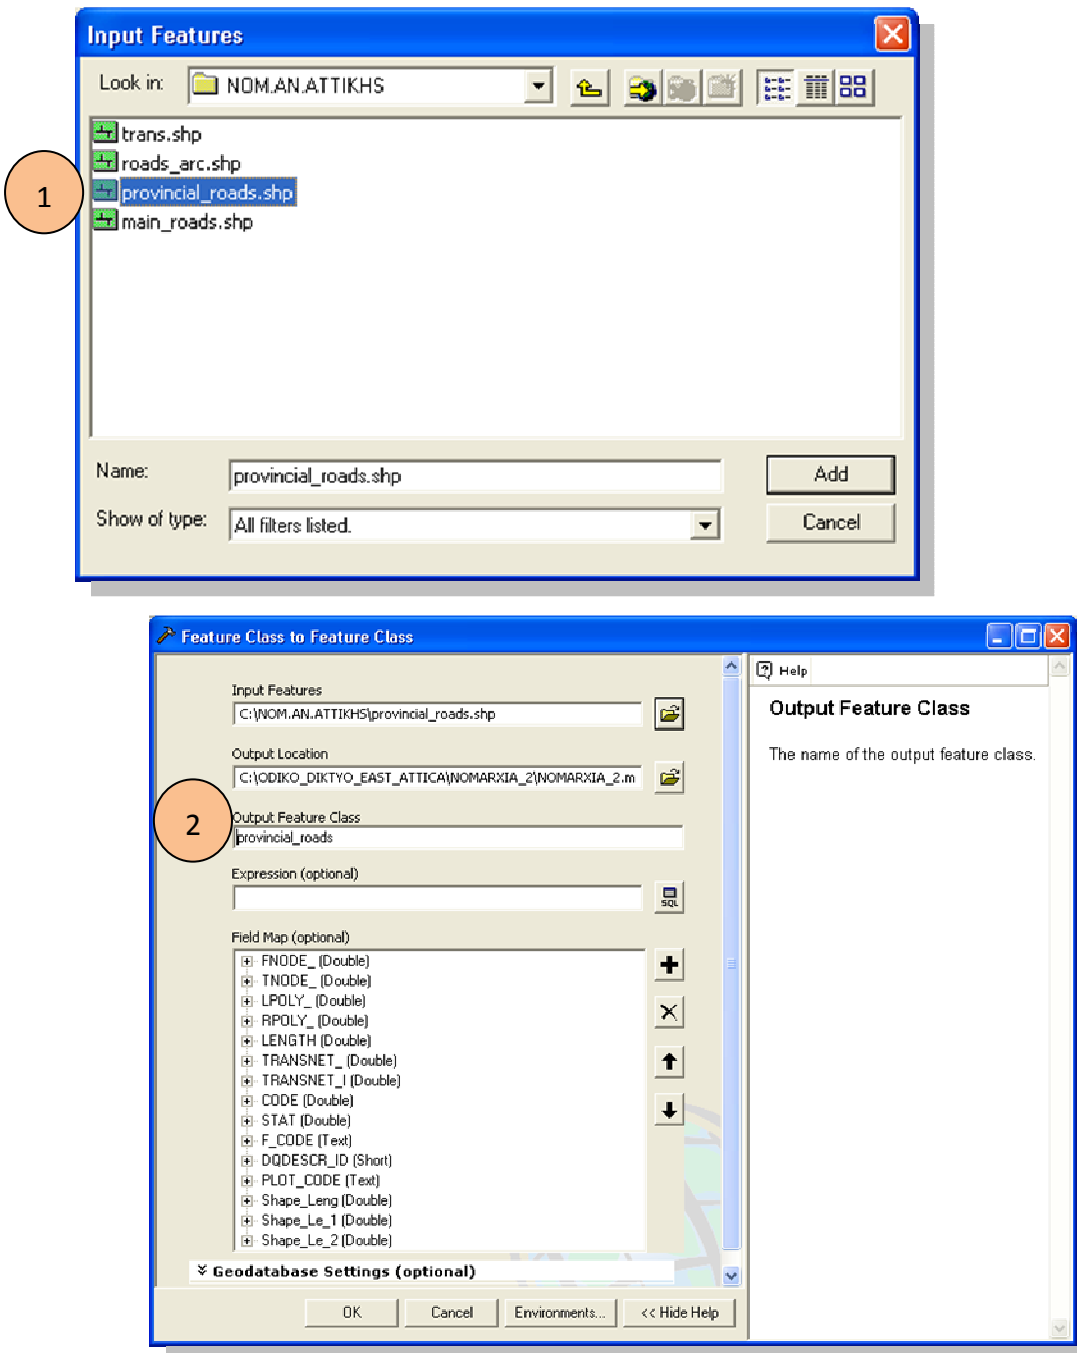 Input Features
Look in: NOM.AN.ATTIKHS
trans.shp
roads_arc.shp
1
provincial_roads.shp
main_roads.shp
Name: provincial_roads.shp Add
Show of type: All filters listed. Cancel
Feature Class to Feature Class
Help
Input Features
C:\NOM.AN.ATTIKHS\provincial_roads.shp
Output Feature Class
Output Location
The name of the output feature class.
C:\ODIKO_DIKTYO_EAST_ATTICA\NOMARXIA_2\NOMARXIA_2.m
2
Output Feature Class
provincial_roads
Expression (optional)
SQL
Field Map (optional)
FNODE_ (Double)
TNODE_ (Double)
LPOLY_ (Double)
RPOLY_ (Double)
LENGTH (Double)
TRANSNET_ (Double)
TRANSNET_I (Double)
CODE (Double)
STAT (Double)
F_CODE (Text)
DQDESCR_ID (Short)
PLOT_CODE (Text)
Shape_Leng (Double)
Shape_Le_1 (Double)
Shape_Le_2 (Double)
Geodatabase Settings (optional)
OK Cancel Environments... << Hide Help